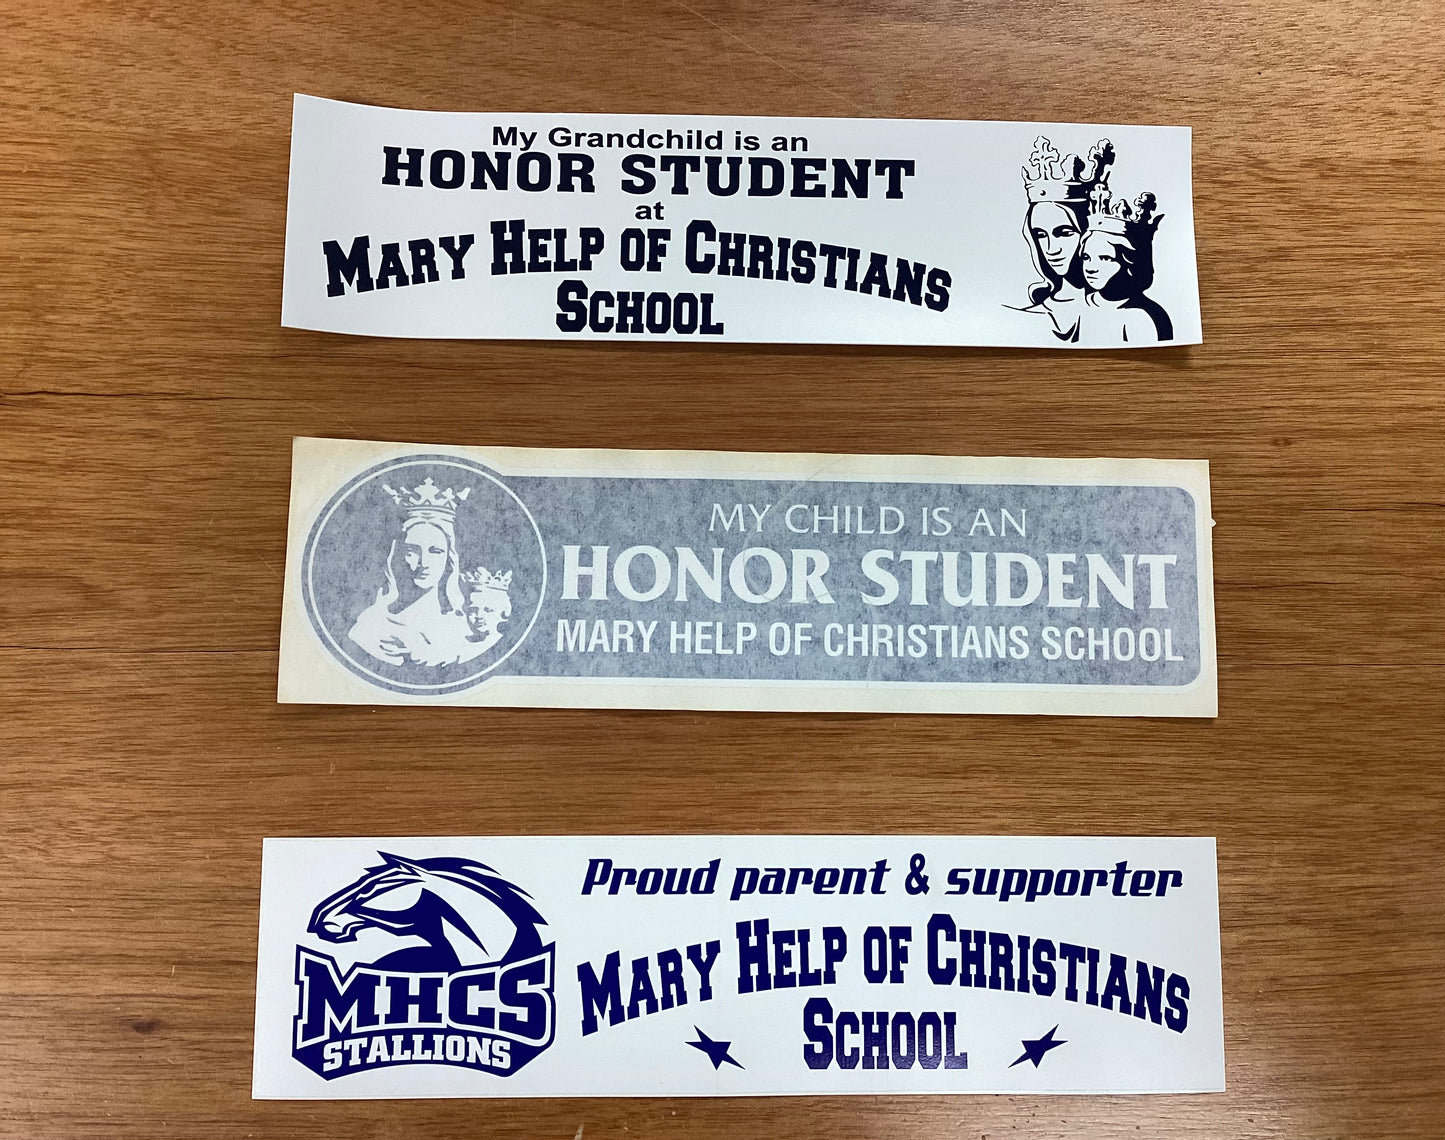 My Grandchild is an
HONOR STUDENT
at
MARY HELP OF CHRISTIANS
SCHOOL
MY CHILD IS AN
HONOR STUDENT
MARY HELP OF CHRISTIANS SCHOOL
MHCS
STALLIONS
Proud parent & supporter
MARY HELP OF CHRISTIANS
SCHOOL